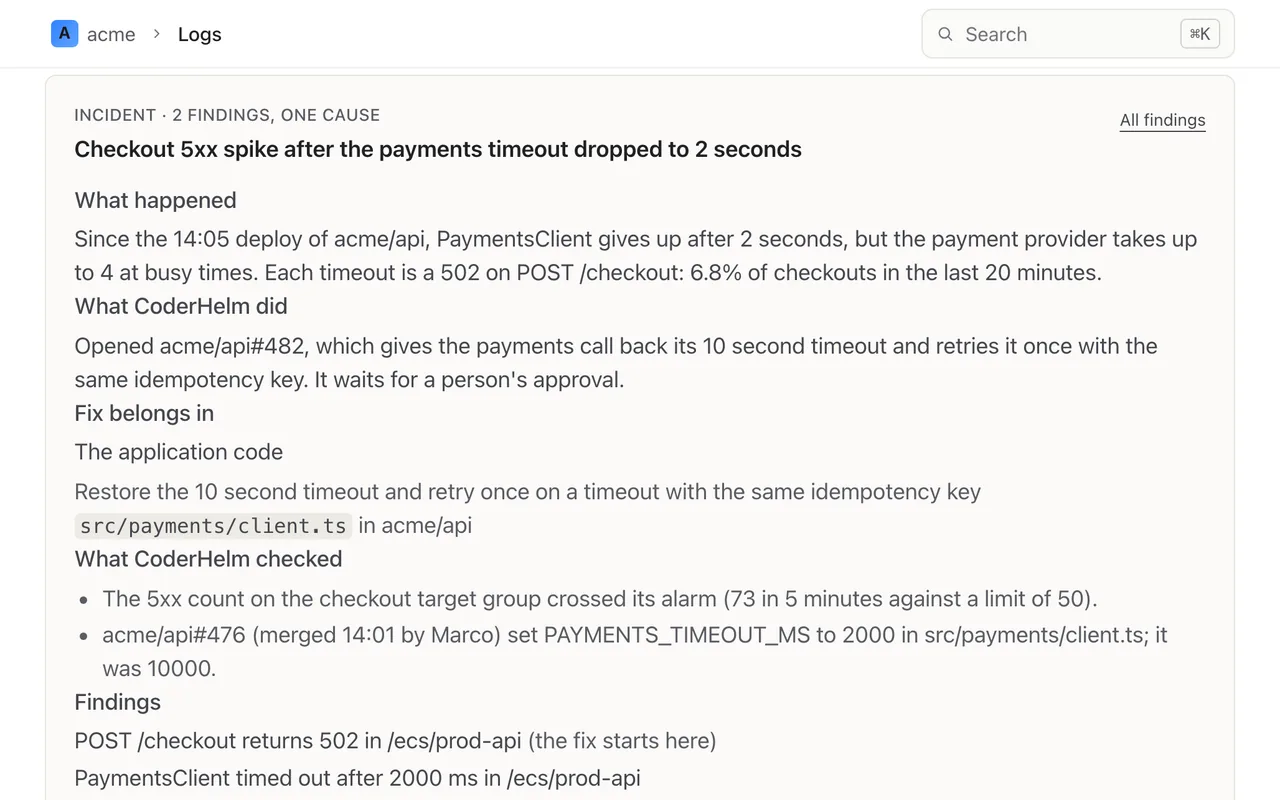 A acme › Logs
Search ⌘K
INCIDENT · 2 FINDINGS, ONE CAUSE
All findings
Checkout 5xx spike after the payments timeout dropped to 2 seconds
What happened
Since the 14:05 deploy of acme/api, PaymentsClient gives up after 2 seconds, but the payment provider takes up
to 4 at busy times. Each timeout is a 502 on POST /checkout: 6.8% of checkouts in the last 20 minutes.
What CoderHelm did
Opened acme/api#482, which gives the payments call back its 10 second timeout and retries it once with the
same idempotency key. It waits for a person's approval.
Fix belongs in
The application code
Restore the 10 second timeout and retry once on a timeout with the same idempotency key
src/payments/client.ts in acme/api
What CoderHelm checked
• The 5xx count on the checkout target group crossed its alarm (73 in 5 minutes against a limit of 50).
• acme/api#476 (merged 14:01 by Marco) set PAYMENTS_TIMEOUT_MS to 2000 in src/payments/client.ts; it
was 10000.
Findings
POST /checkout returns 502 in /ecs/prod-api (the fix starts here)
PaymentsClient timed out after 2000 ms in /ecs/prod-api